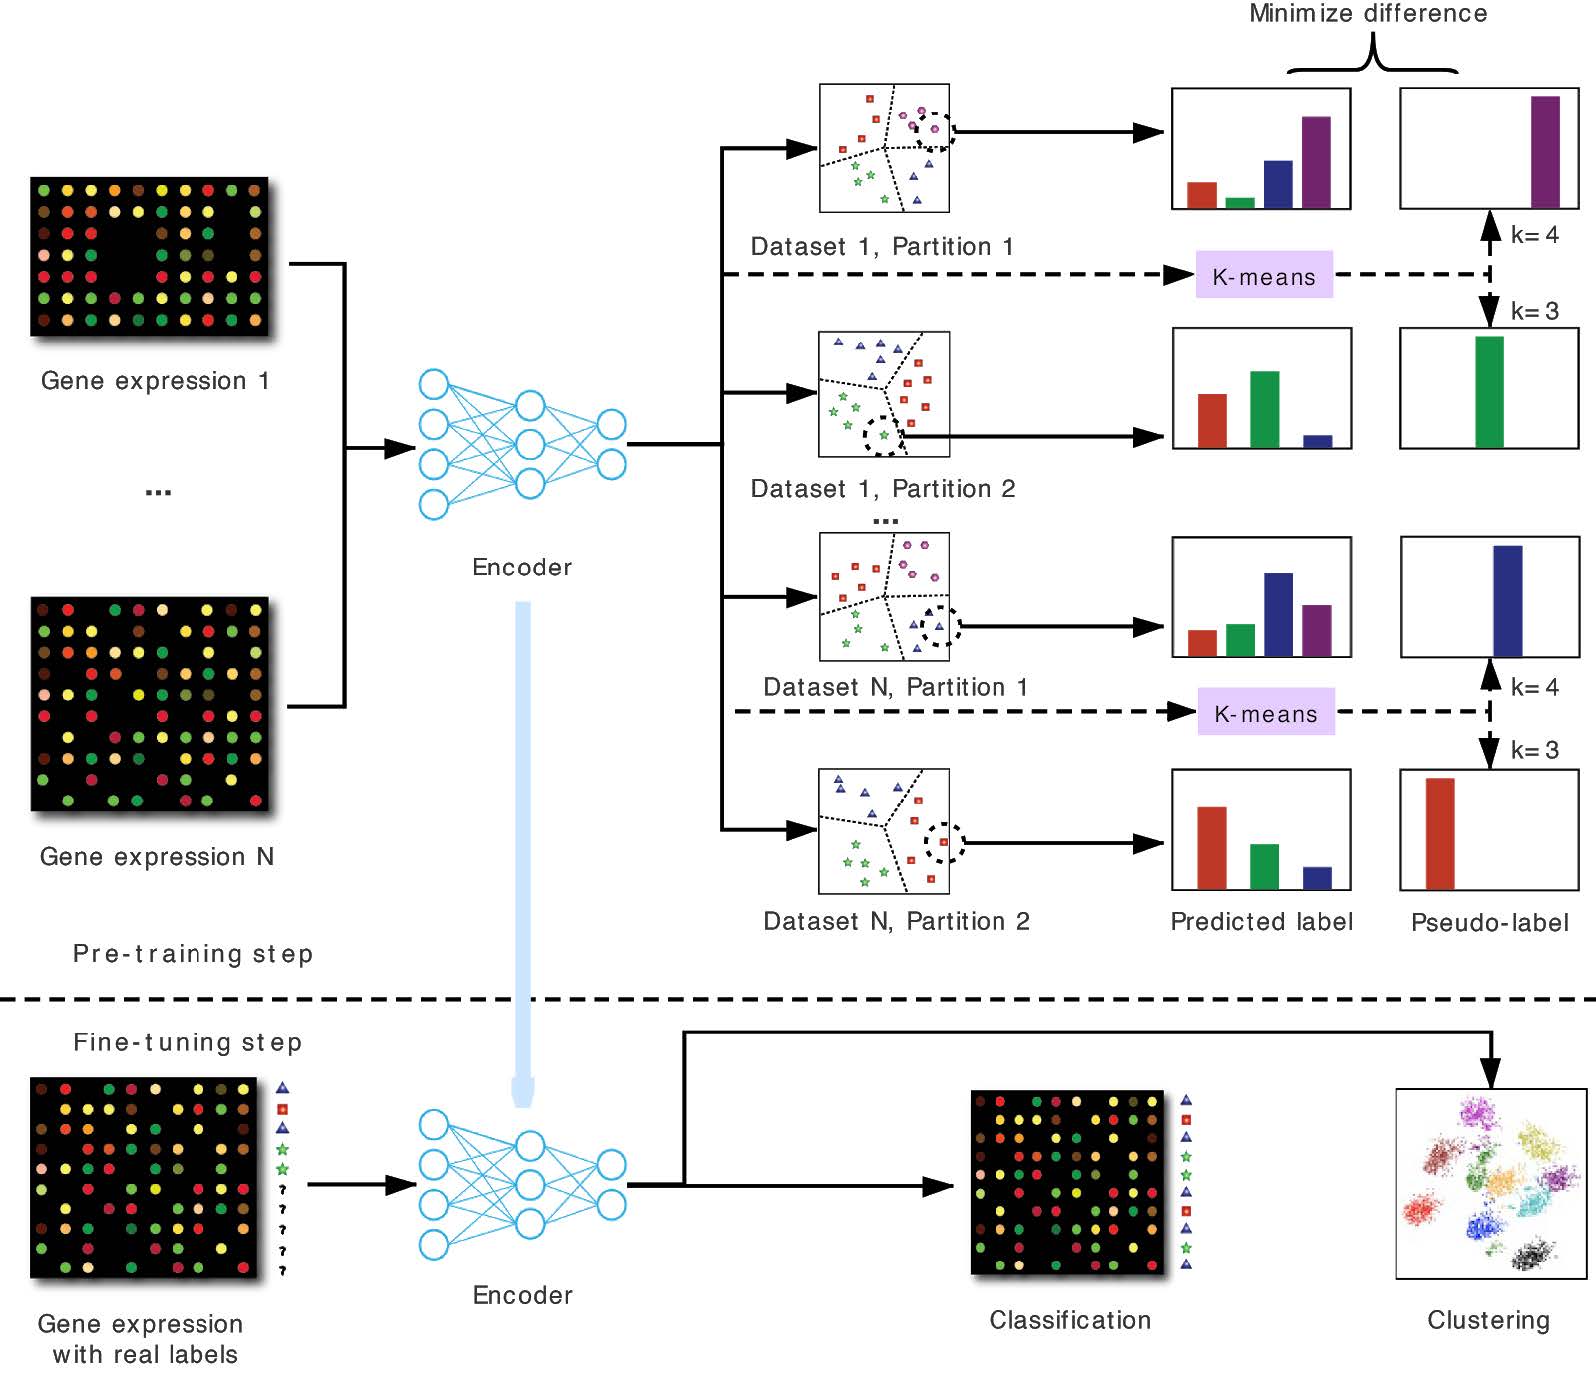 Minimize difference
Dataset 1, Partition 1
k=4
K-means
k=3
Gene expression 1
...
Dataset 1, Partition 2
...
Encoder
Dataset N, Partition 1
k=4
K-means
k=3
Gene expression N
Dataset N, Partition 2
Predicted label
Pseudo-label
Pre-training step
Fine-tuning step
?
?
?
?
?
Encoder
Gene expression
with real labels
Classification
Clustering